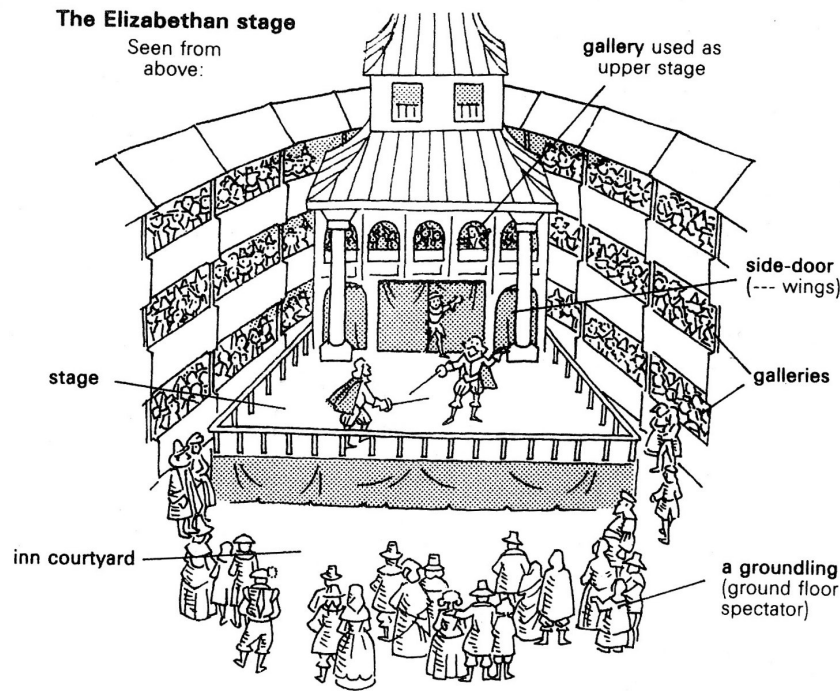 The Elizabethan stage
Seen from
above:
gallery used as
upper stage
side-door
(--- wings)
stage
galleries
inn courtyard
a groundling
(ground floor
spectator)